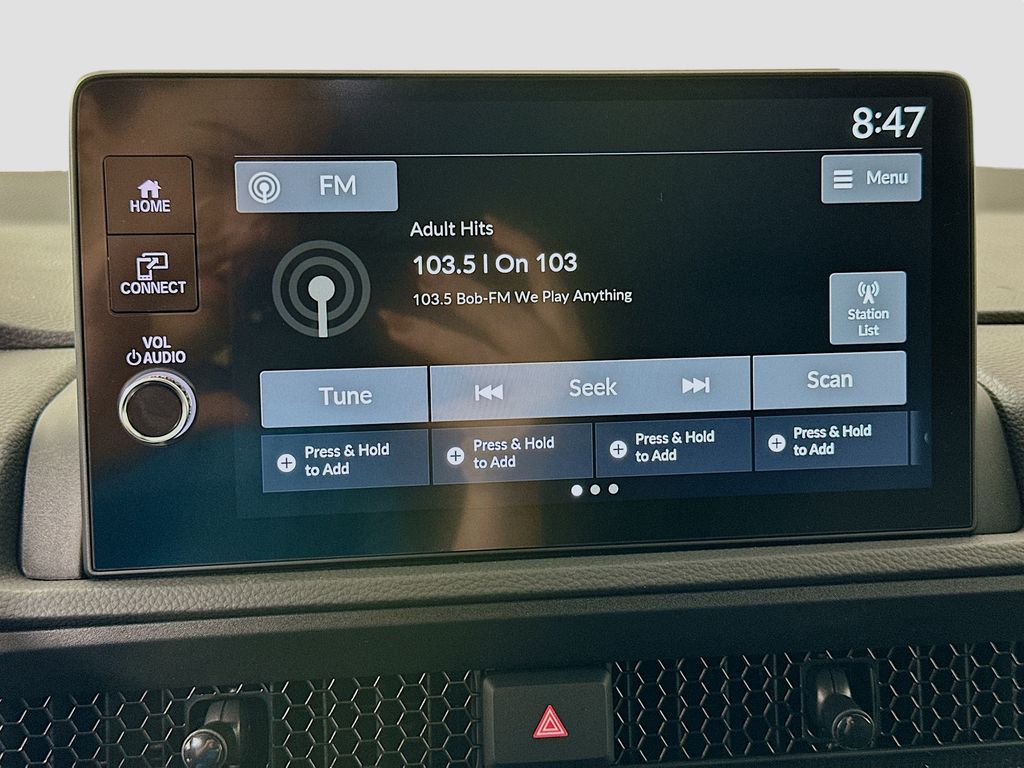 8:47
HOME
FM
Menu
Adult Hits
103.5 | On 103
103.5 Bob-FM We Play Anything
CONNECT
Station
List
VOL
AUDIO
Tune
Seek
Scan
Press & Hold
to Add
Press & Hold
to Add
Press & Hold
to Add
Press & Hold
to Add